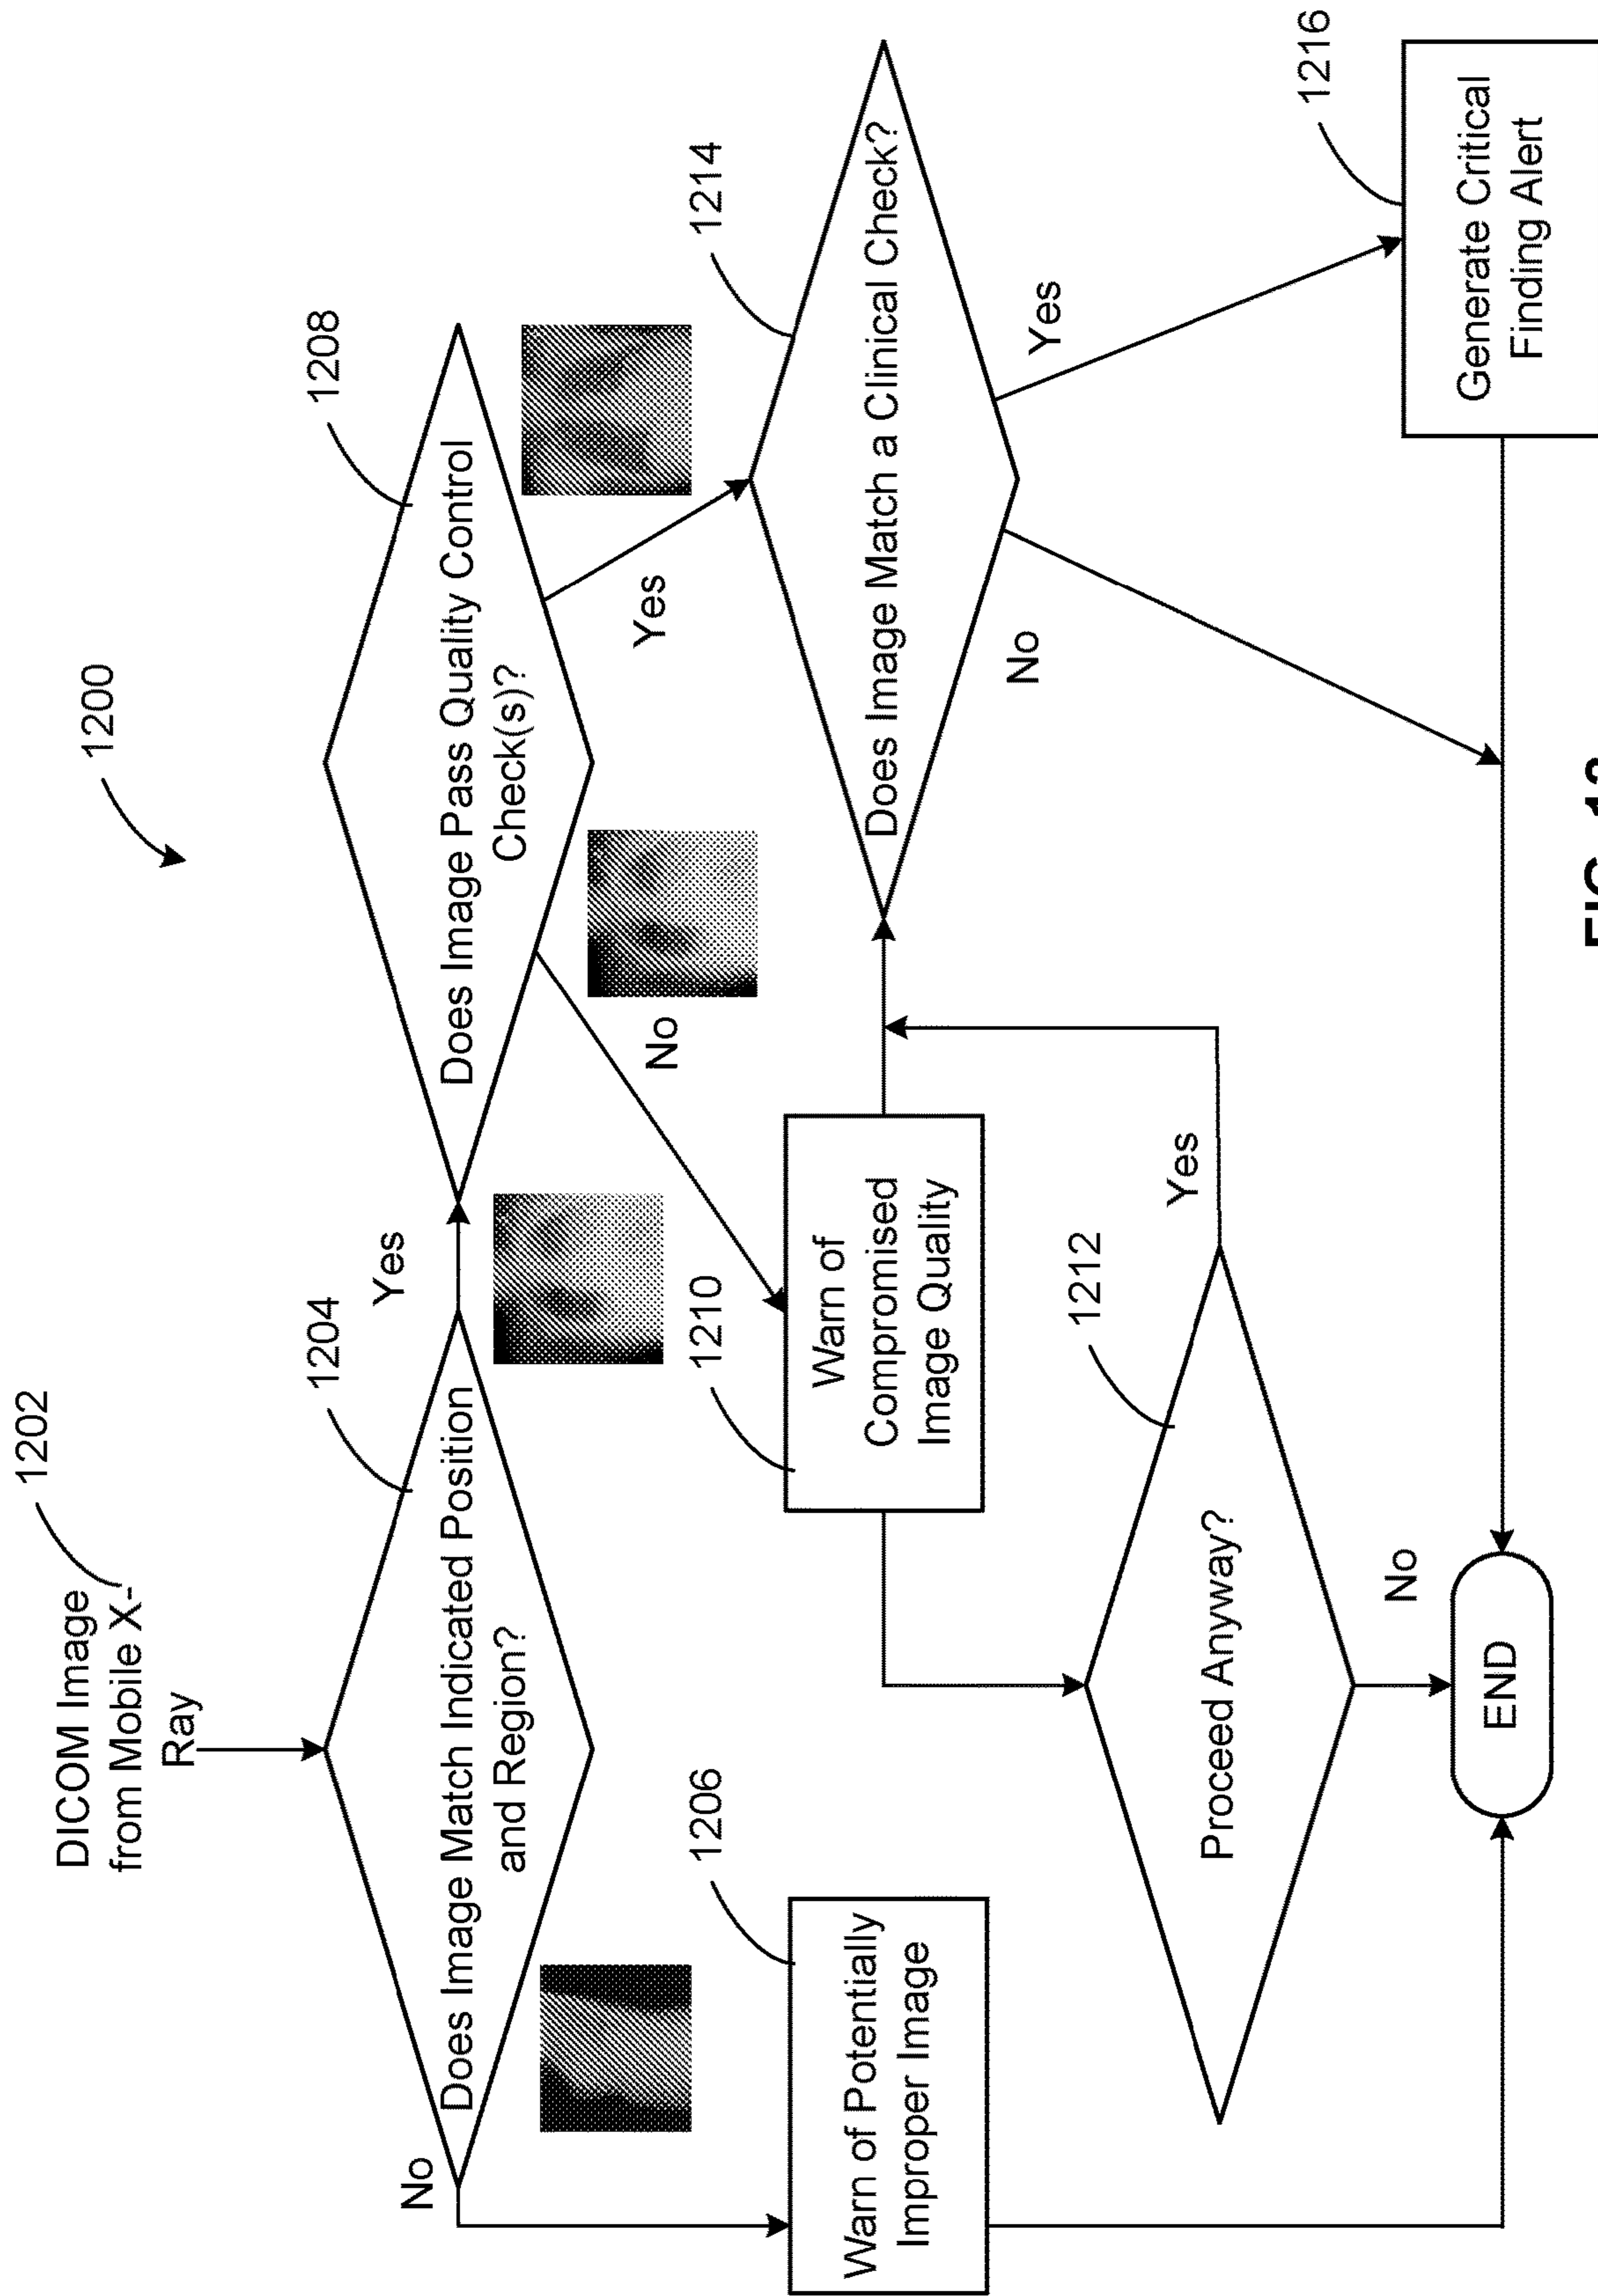 1200
1202
DICOM Image
from Mobile X-
Ray
1204
Does Image Match Indicated Position
and Region?
No
Yes
1208
Does Image Pass Quality Control
Check(s)?
No
Yes
1206
Warn of Potentially
Improper Image
1210
Warn of
Compromised
Image Quality
1214
Does Image Match a Clinical Check?
No
Yes
1212
Proceed Anyway?
Yes
No
1216
Generate Critical
Finding Alert
END
FIG